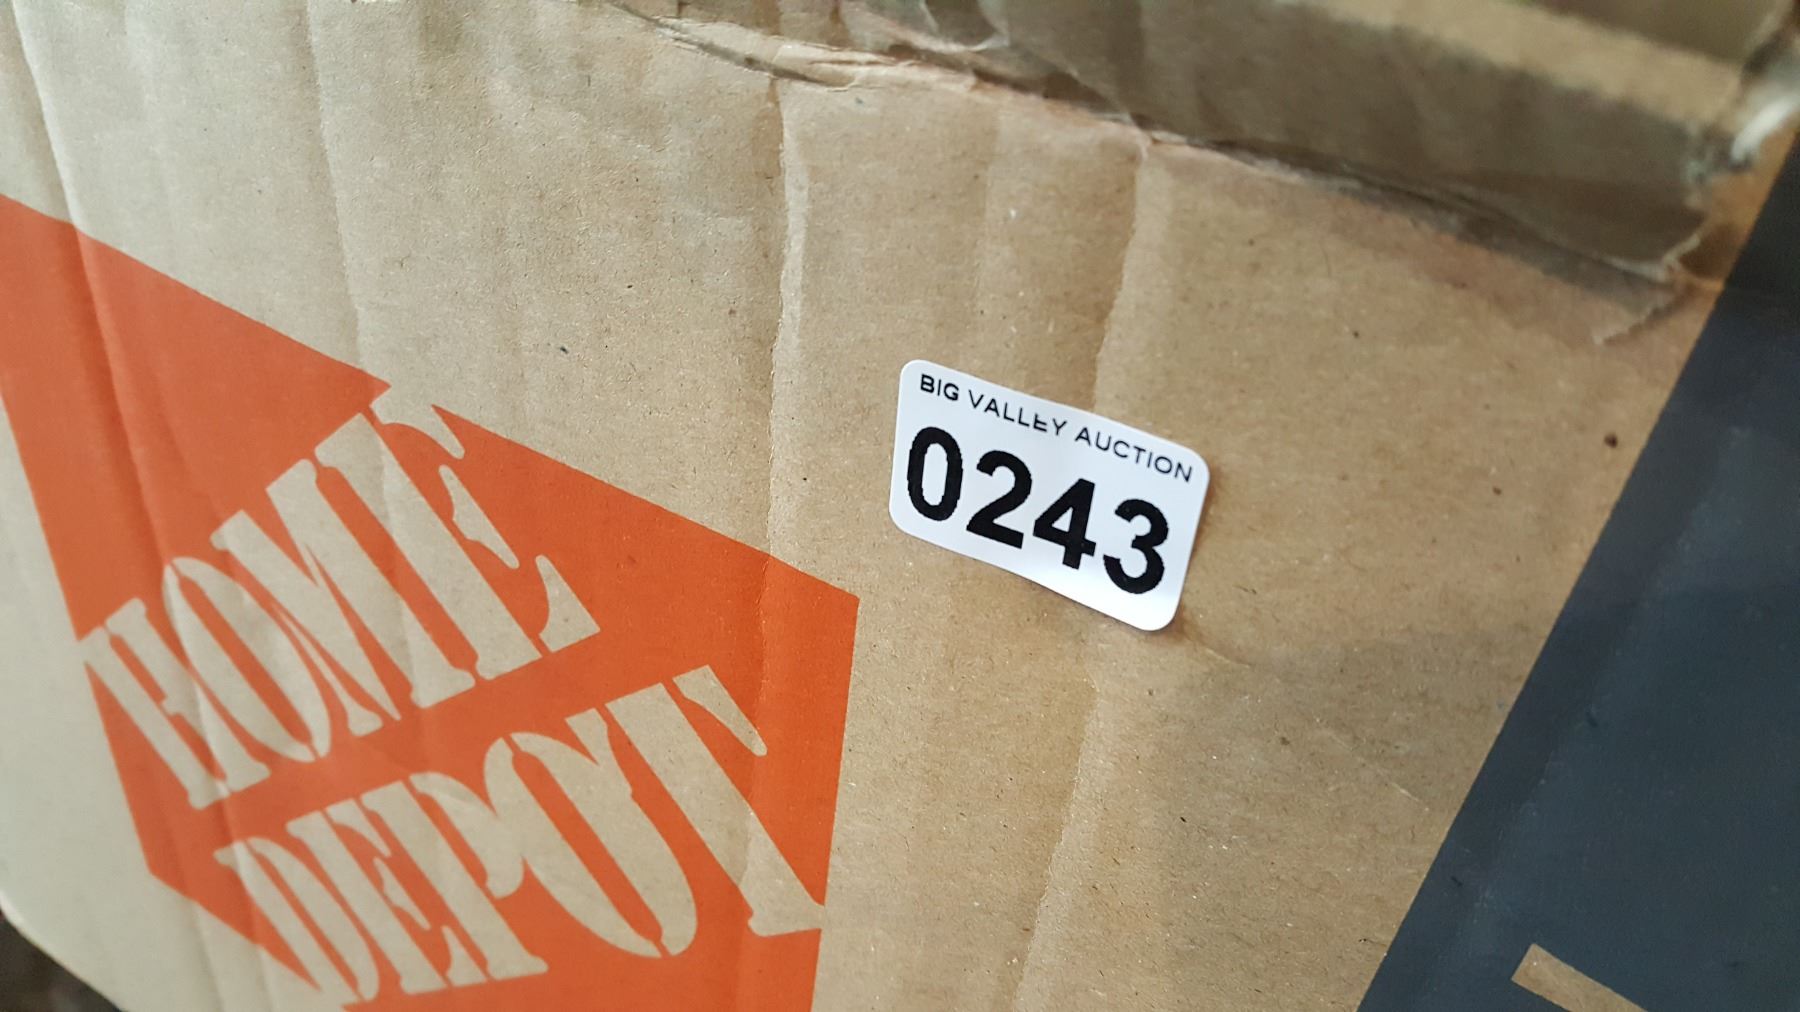 BIG VALLEY AUCTION
0243
HOME
DEPOT